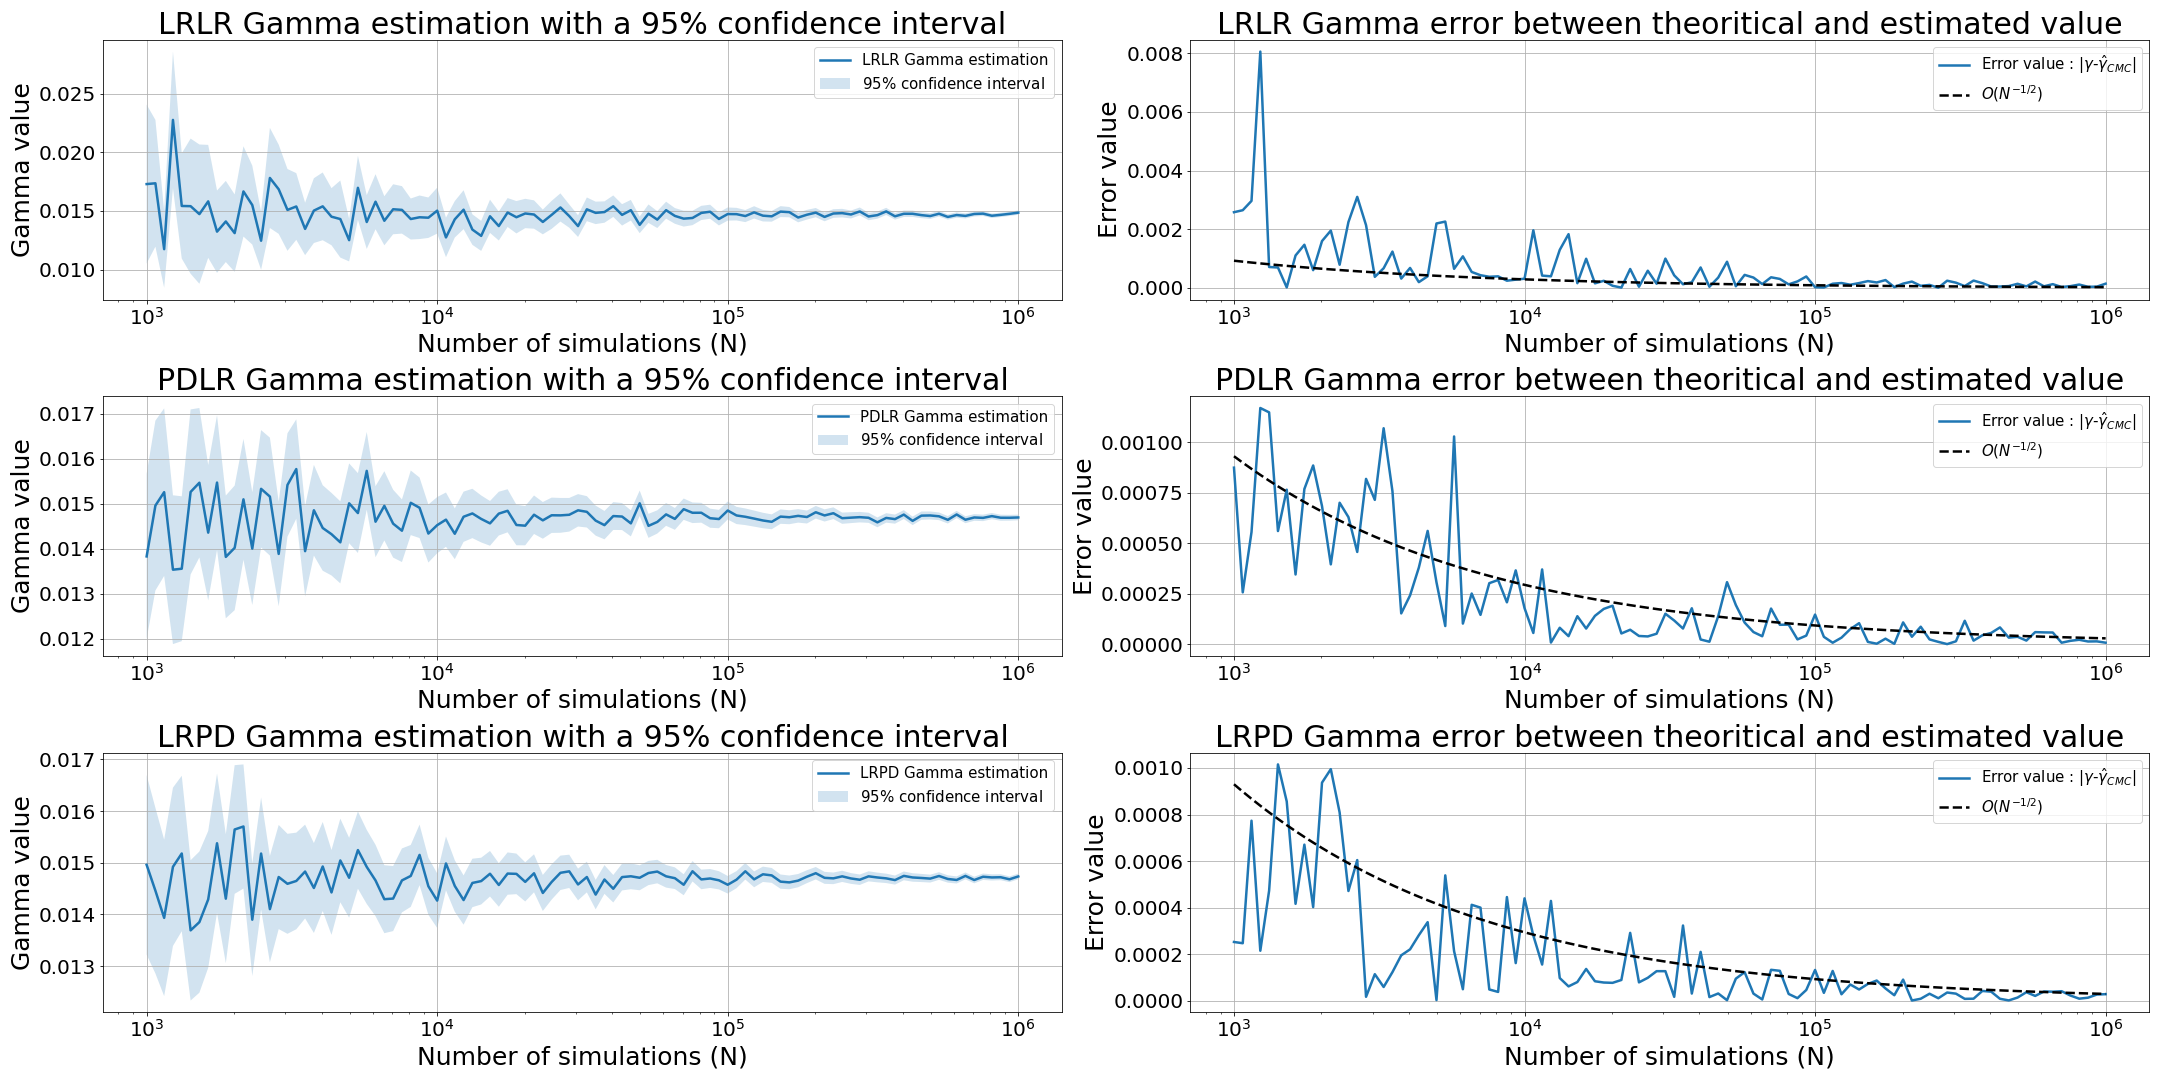 LRLR Gamma estimation with a 95% confidence interval
Gamma value
0.025
0.020
0.015
0.010
LRLR Gamma estimation
95% confidence interval
10³ 10⁴ 10⁵ 10⁶
Number of simulations (N)
LRLR Gamma error between theoritical and estimated value
Error value
0.008
0.006
0.004
0.002
0.000
Error value : |γ-γ̂_CMC|
O(N^{-1/2})
10³ 10⁴ 10⁵ 10⁶
Number of simulations (N)
PDLR Gamma estimation with a 95% confidence interval
Gamma value
0.017
0.016
0.015
0.014
0.013
0.012
PDLR Gamma estimation
95% confidence interval
10³ 10⁴ 10⁵ 10⁶
Number of simulations (N)
PDLR Gamma error between theoritical and estimated value
Error value
0.00100
0.00075
0.00050
0.00025
0.00000
Error value : |γ-γ̂_CMC|
O(N^{-1/2})
10³ 10⁴ 10⁵ 10⁶
Number of simulations (N)
LRPD Gamma estimation with a 95% confidence interval
Gamma value
0.017
0.016
0.015
0.014
0.013
LRPD Gamma estimation
95% confidence interval
10³ 10⁴ 10⁵ 10⁶
Number of simulations (N)
LRPD Gamma error between theoritical and estimated value
Error value
0.0010
0.0008
0.0006
0.0004
0.0002
0.0000
Error value : |γ-γ̂_CMC|
O(N^{-1/2})
10³ 10⁴ 10⁵ 10⁶
Number of simulations (N)